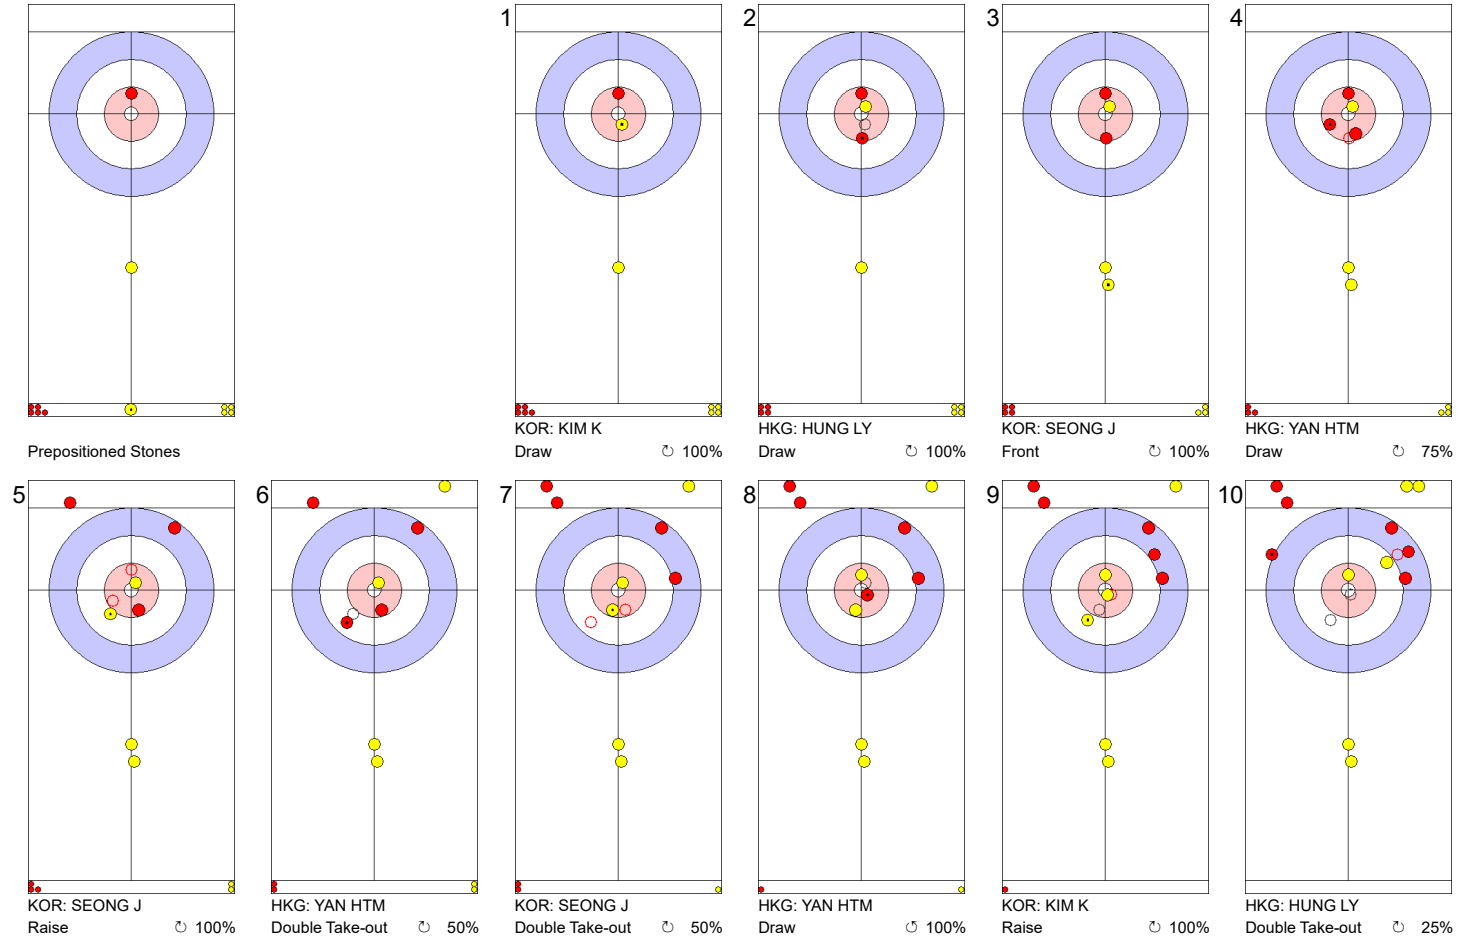 1
2
3
4
Prepositioned Stones
KOR: KIM K
Draw ↻ 100%
HKG: HUNG LY
Draw ↻ 100%
KOR: SEONG J
Front ↻ 100%
HKG: YAN HTM
Draw ↻ 75%
5
6
7
8
9
10
KOR: SEONG J
Raise ↻ 100%
HKG: YAN HTM
Double Take-out ↻ 50%
KOR: SEONG J
Double Take-out ↻ 50%
HKG: YAN HTM
Draw ↺ 100%
KOR: KIM K
Raise ↻ 100%
HKG: HUNG LY
Double Take-out ↻ 25%